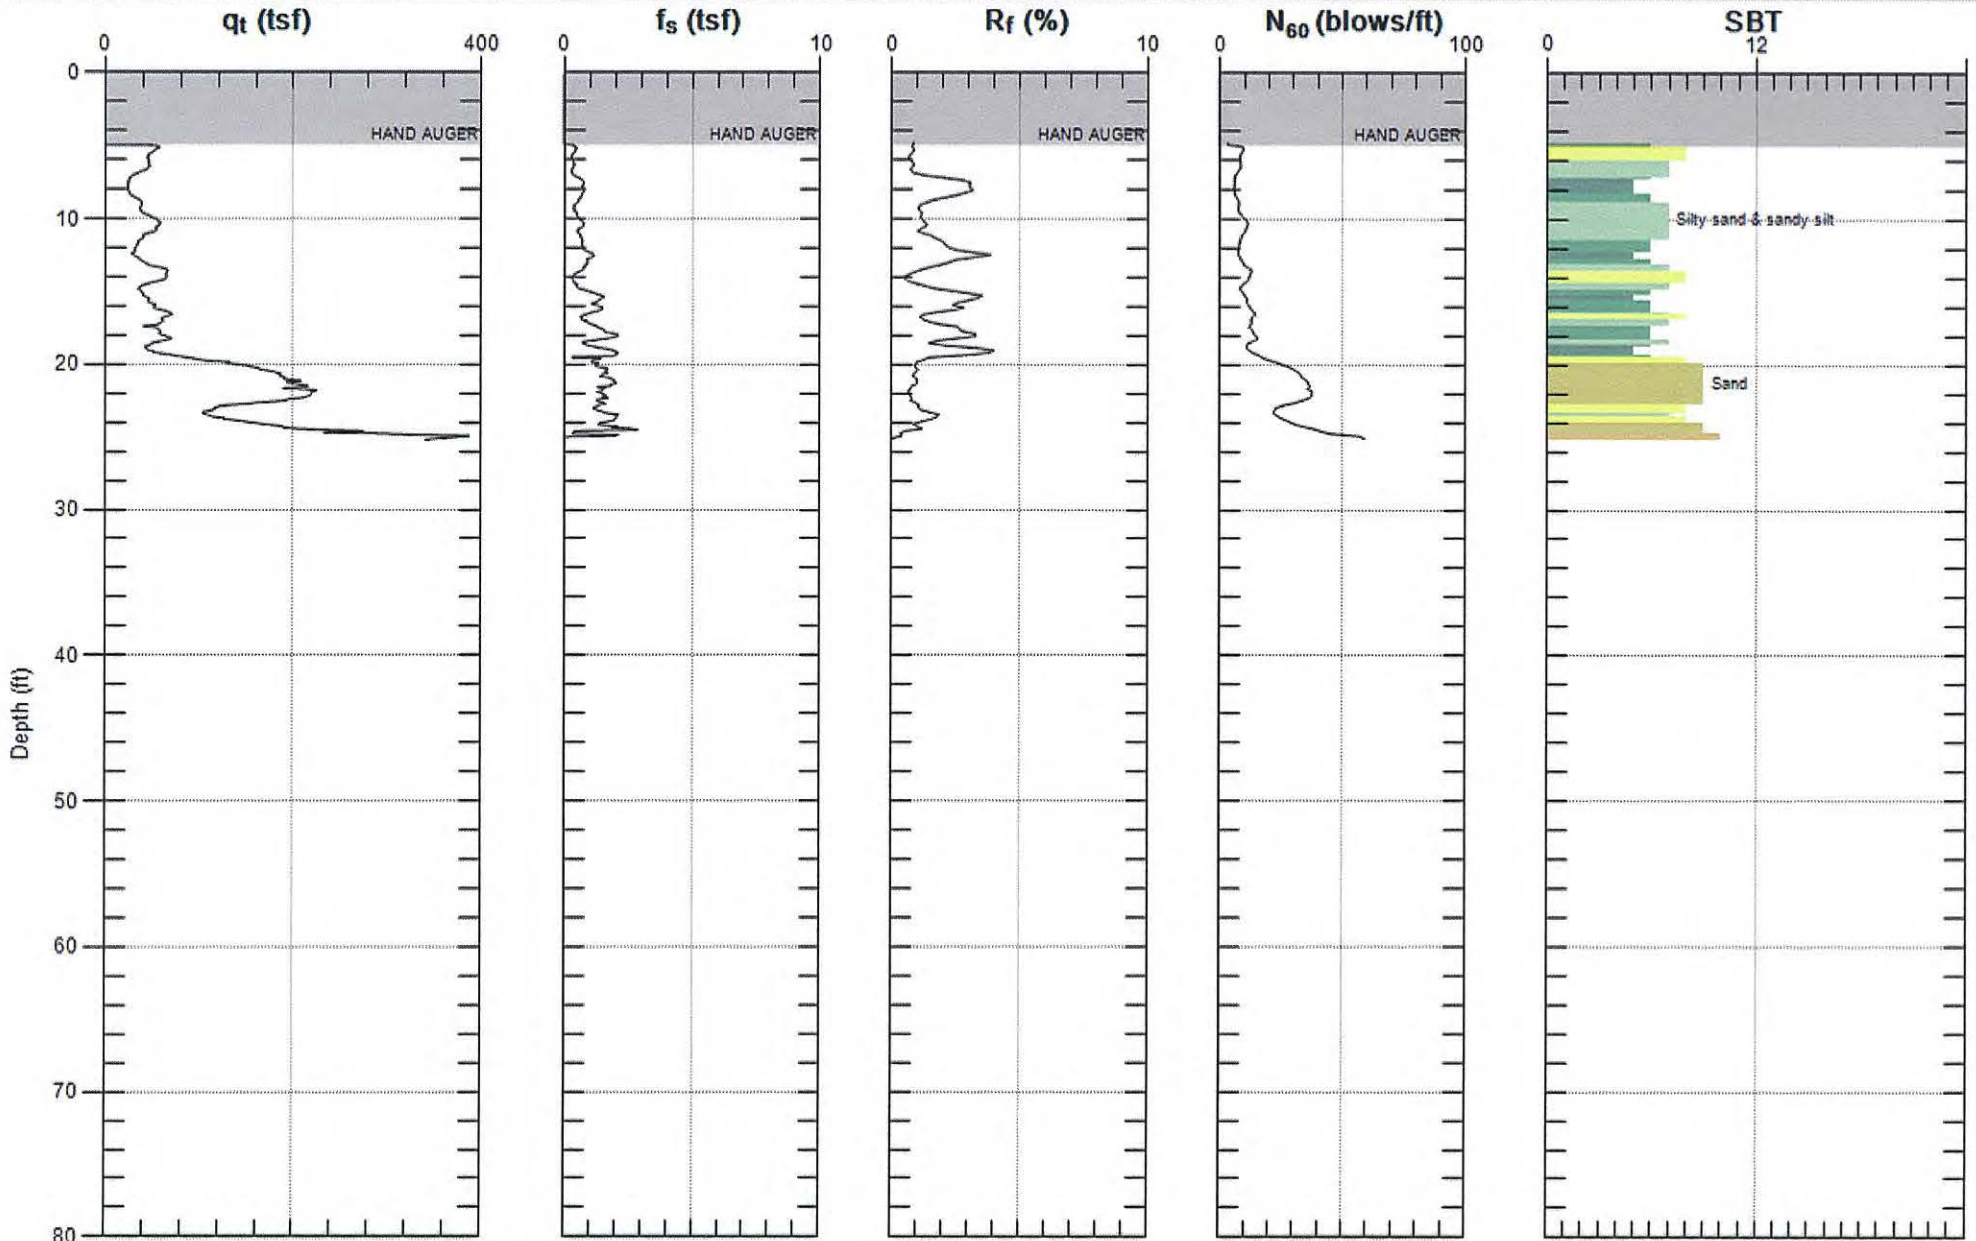 qt (tsf) fs (tsf) Rf (%) N60 (blows/ft) SBT
0 400 0 10 0 10 0 100 0 12
0
HAND AUGER HAND AUGER HAND AUGER HAND AUGER
10
Silty sand & sandy silt
20
Sand
30
40
Depth (ft)
50
60
70
80